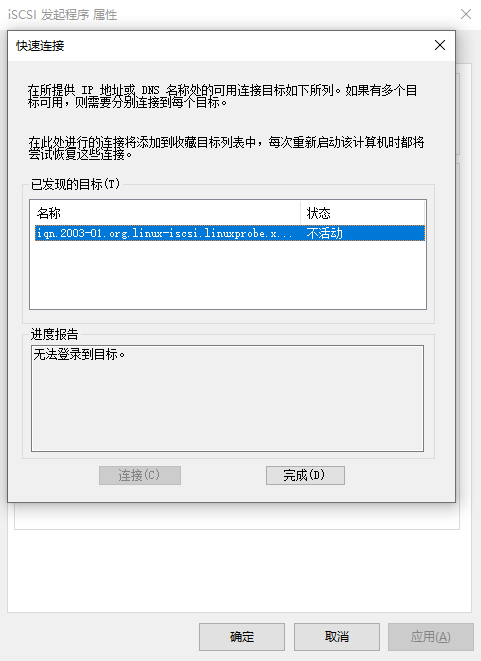 iSCSI 发起程序 属性
快速连接
在所提供 IP 地址或 DNS 名称处的可用连接目标如下所列。如果有多个目
标可用，则需要分别连接到每个目标。
在此处进行的连接将添加到收藏目标列表中，每次重新启动该计算机时都将
尝试恢复这些连接。
已发现的目标(T)
名称 状态
iqn.2003-01.org.linux-iscsi.linuxprobe.x... 不活动
进度报告
无法登录到目标。
连接(C) 完成(D)
确定 取消 应用(A)